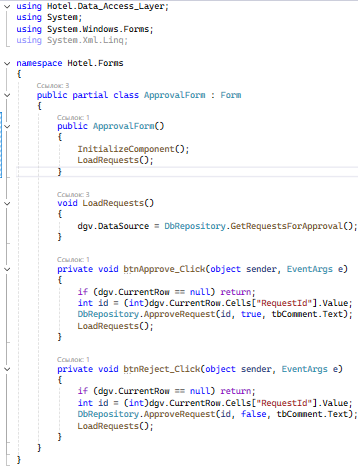 using Hotel.Data_Access_Layer;
using System;
using System.Windows.Forms;
using System.Xml.Linq;
namespace Hotel.Forms
{
Ссылок: 3
public partial class ApprovalForm : Form
{
Ссылок: 1
public ApprovalForm()
{
InitializeComponent();
LoadRequests();
}
Ссылок: 3
void LoadRequests()
{
dgv.DataSource = DbRepository.GetRequestsForApproval();
}
Ссылок: 1
private void btnApprove_Click(object sender, EventArgs e)
{
if (dgv.CurrentRow == null) return;
int id = (int)dgv.CurrentRow.Cells["RequestId"].Value;
DbRepository.ApproveRequest(id, true, tbComment.Text);
LoadRequests();
}
Ссылок: 1
private void btnReject_Click(object sender, EventArgs e)
{
if (dgv.CurrentRow == null) return;
int id = (int)dgv.CurrentRow.Cells["RequestId"].Value;
DbRepository.ApproveRequest(id, false, tbComment.Text);
LoadRequests();
}
}
}